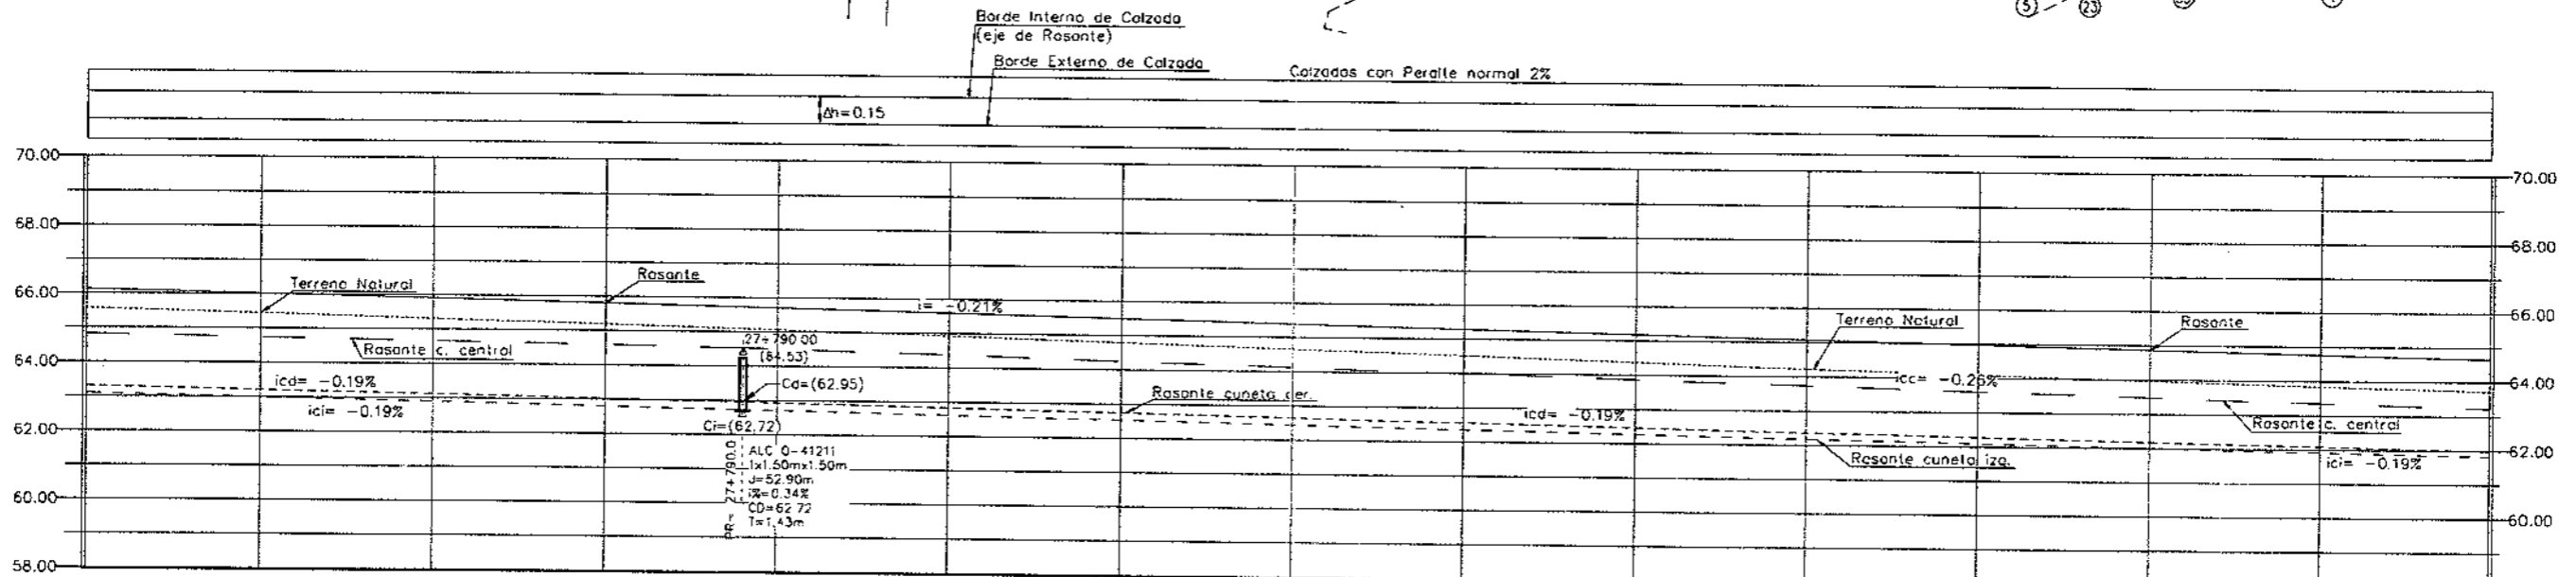 Borde Interno de Calzada
(eje de Rasante)
Borde Externo de Calzada
Calzadas con Peralte normal 2%
Δh=0.15
5
23
70.00
68.00
66.00
64.00
62.00
60.00
58.00
70.00
68.00
66.00
64.00
62.00
60.00
Terreno Natural
Rasante
i= -0.21%
Rasante c. central
27+790.00
(64.53)
Cd=(62.95)
icd= -0.19%
ici= -0.19%
Ci=(62.72)
27+790.0
ALC O-41211
1x1.50mx1.50m
J=52.90m
i%=0.34%
CD=62.72
T=1.43m
Rasante cuneta der.
icd= -0.19%
Terreno Natural
Rasante
icc= -0.26%
Rasante c. central
Rasante cuneta izq.
ici= -0.19%